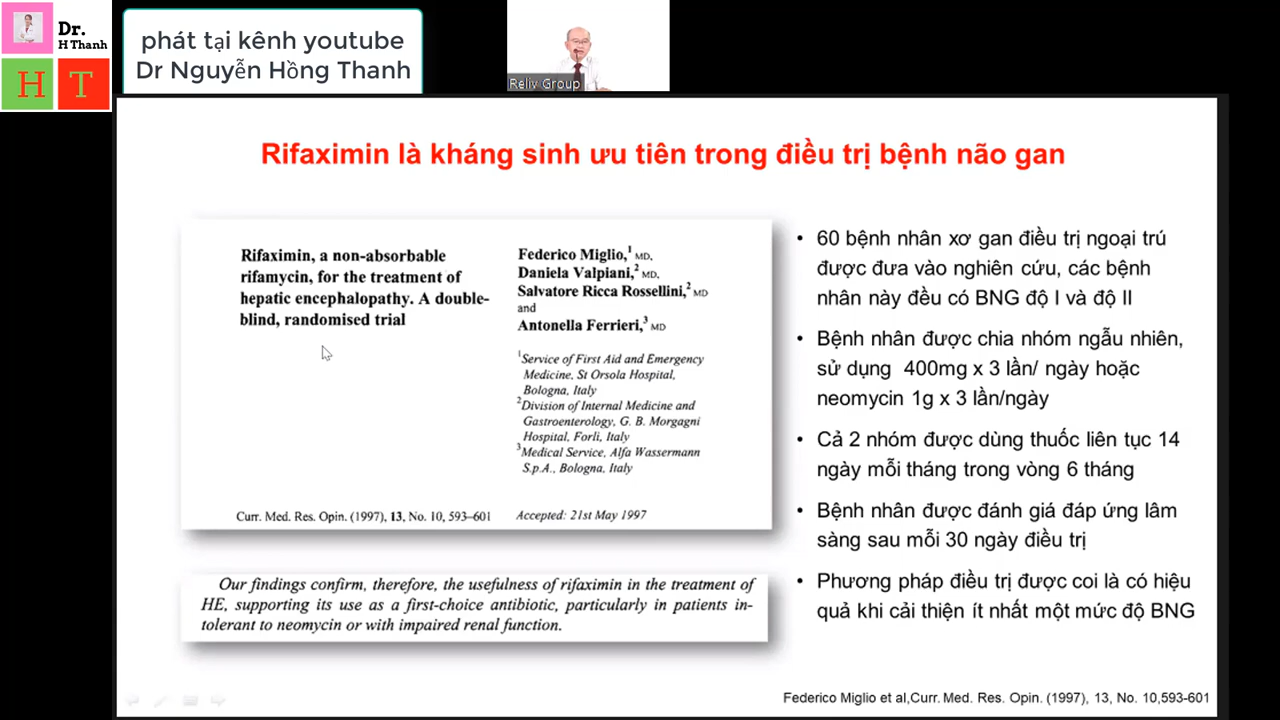 Dr.
H Thanh
H T
phát tại kênh youtube
Dr Nguyễn Hồng Thanh
Reliv Group
Rifaximin là kháng sinh ưu tiên trong điều trị bệnh não gan
Rifaximin, a non-absorbable
rifamycin, for the treatment of
hepatic encephalopathy. A double-
blind, randomised trial
Federico Miglio,¹ MD,
Daniela Valpiani,² MD,
Salvatore Ricca Rossellini,² MD
and
Antonella Ferrieri,³ MD
¹Service of First Aid and Emergency
Medicine, St Orsola Hospital,
Bologna, Italy
²Division of Internal Medicine and
Gastroenterology, G. B. Morgagni
Hospital, Forli, Italy
³Medical Service, Alfa Wassermann
S.p.A., Bologna, Italy
Curr. Med. Res. Opin. (1997), 13, No. 10, 593–601
Accepted: 21st May 1997
Our findings confirm, therefore, the usefulness of rifaximin in the treatment of
HE, supporting its use as a first-choice antibiotic, particularly in patients in-
tolerant to neomycin or with impaired renal function.
• 60 bệnh nhân xơ gan điều trị ngoại trú
được đưa vào nghiên cứu, các bệnh
nhân này đều có BNG độ I và độ II
• Bệnh nhân được chia nhóm ngẫu nhiên,
sử dụng 400mg x 3 lần/ ngày hoặc
neomycin 1g x 3 lần/ngày
• Cả 2 nhóm được dùng thuốc liên tục 14
ngày mỗi tháng trong vòng 6 tháng
• Bệnh nhân được đánh giá đáp ứng lâm
sàng sau mỗi 30 ngày điều trị
• Phương pháp điều trị được coi là có hiệu
quả khi cải thiện ít nhất một mức độ BNG
Federico Miglio et al,Curr. Med. Res. Opin. (1997), 13, No. 10,593-601